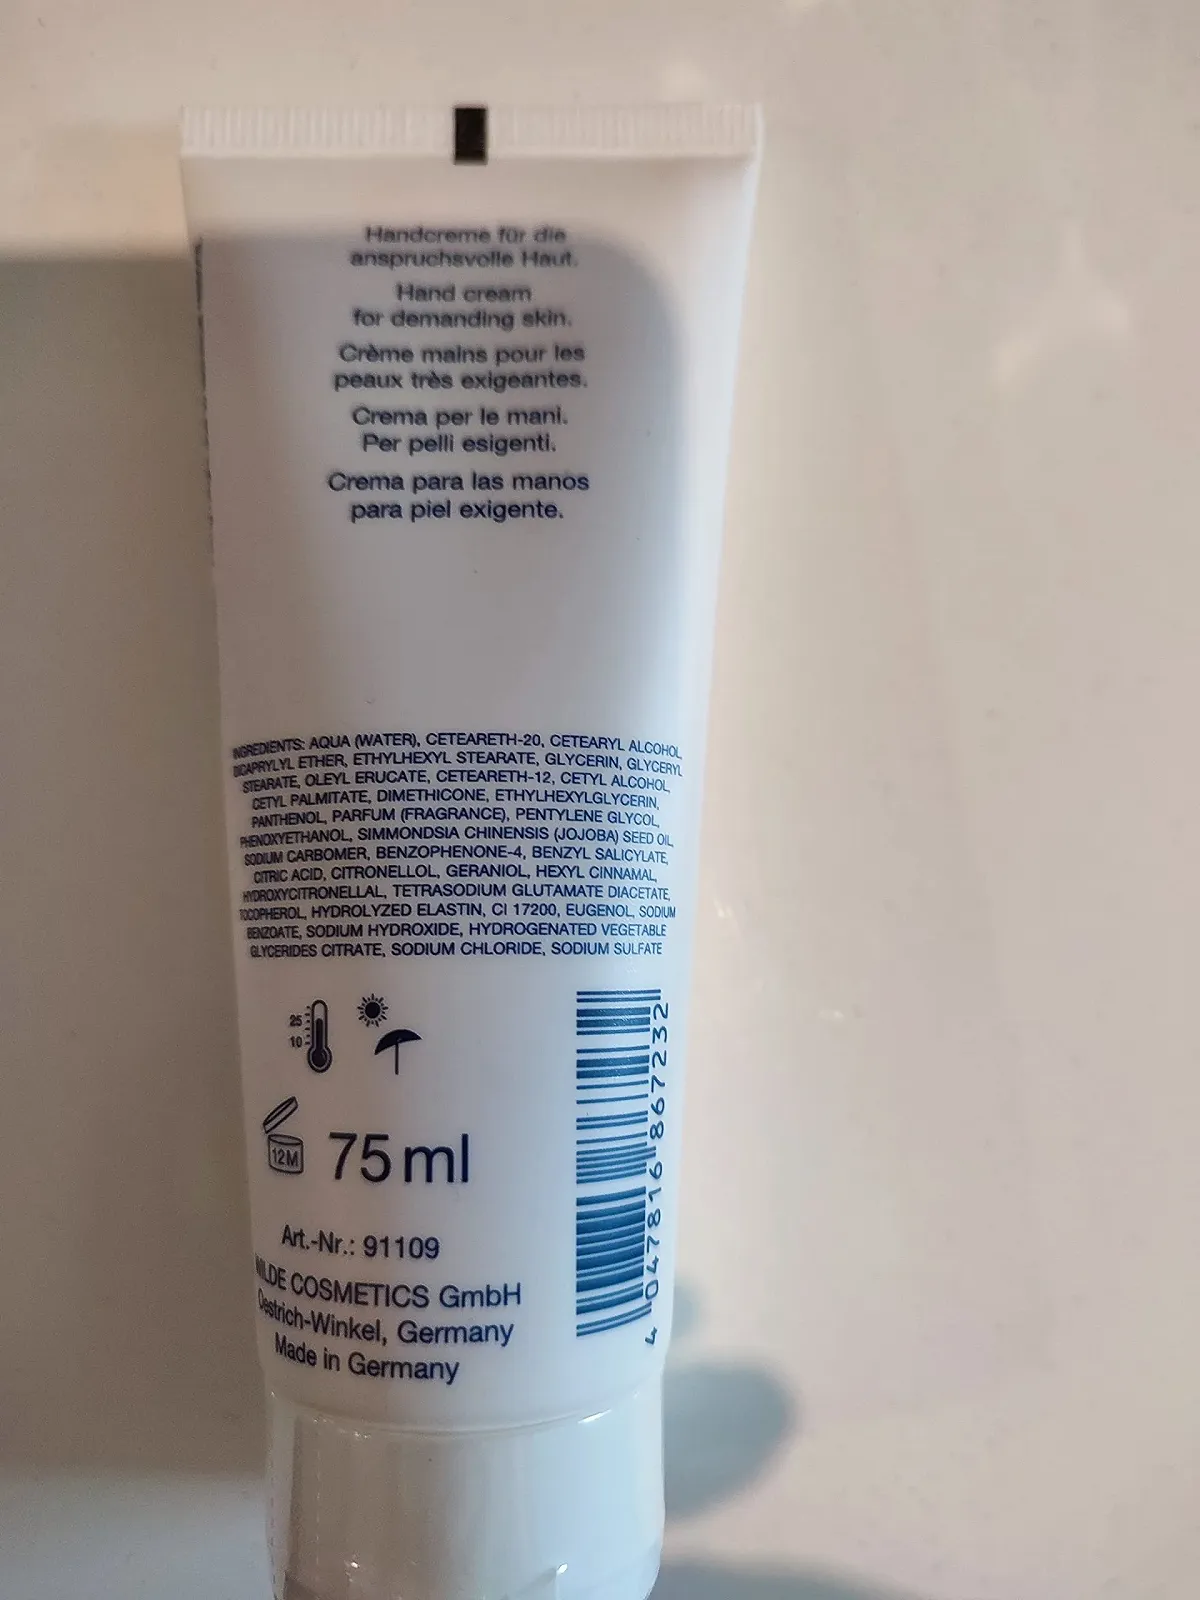 Handcreme für die
anspruchsvolle Haut.
Hand cream
for demanding skin.
Crème mains pour les
peaux très exigeantes.
Crema per le mani.
Per pelli esigenti.
Crema para las manos
para piel exigente.
INGREDIENTS: AQUA (WATER), CETEARETH-20, CETEARYL ALCOHOL,
DICAPRYLYL ETHER, ETHYLHEXYL STEARATE, GLYCERIN, GLYCERYL
STEARATE, OLEYL ERUCATE, CETEARETH-12, CETYL ALCOHOL,
CETYL PALMITATE, DIMETHICONE, ETHYLHEXYLGLYCERIN,
PANTHENOL, PARFUM (FRAGRANCE), PENTYLENE GLYCOL,
PHENOXYETHANOL, SIMMONDSIA CHINENSIS (JOJOBA) SEED OIL,
SODIUM CARBOMER, BENZOPHENONE-4, BENZYL SALICYLATE,
CITRIC ACID, CITRONELLOL, GERANIOL, HEXYL CINNAMAL,
HYDROXYCITRONELLAL, TETRASODIUM GLUTAMATE DIACETATE,
TOCOPHEROL, HYDROLYZED ELASTIN, CI 17200, EUGENOL, SODIUM
BENZOATE, SODIUM HYDROXIDE, HYDROGENATED VEGETABLE
GLYCERIDES CITRATE, SODIUM CHLORIDE, SODIUM SULFATE
25
10
12M
75 ml
Art.-Nr.: 91109
WILDE COSMETICS GmbH
Oestrich-Winkel, Germany
Made in Germany
4 047816 867232